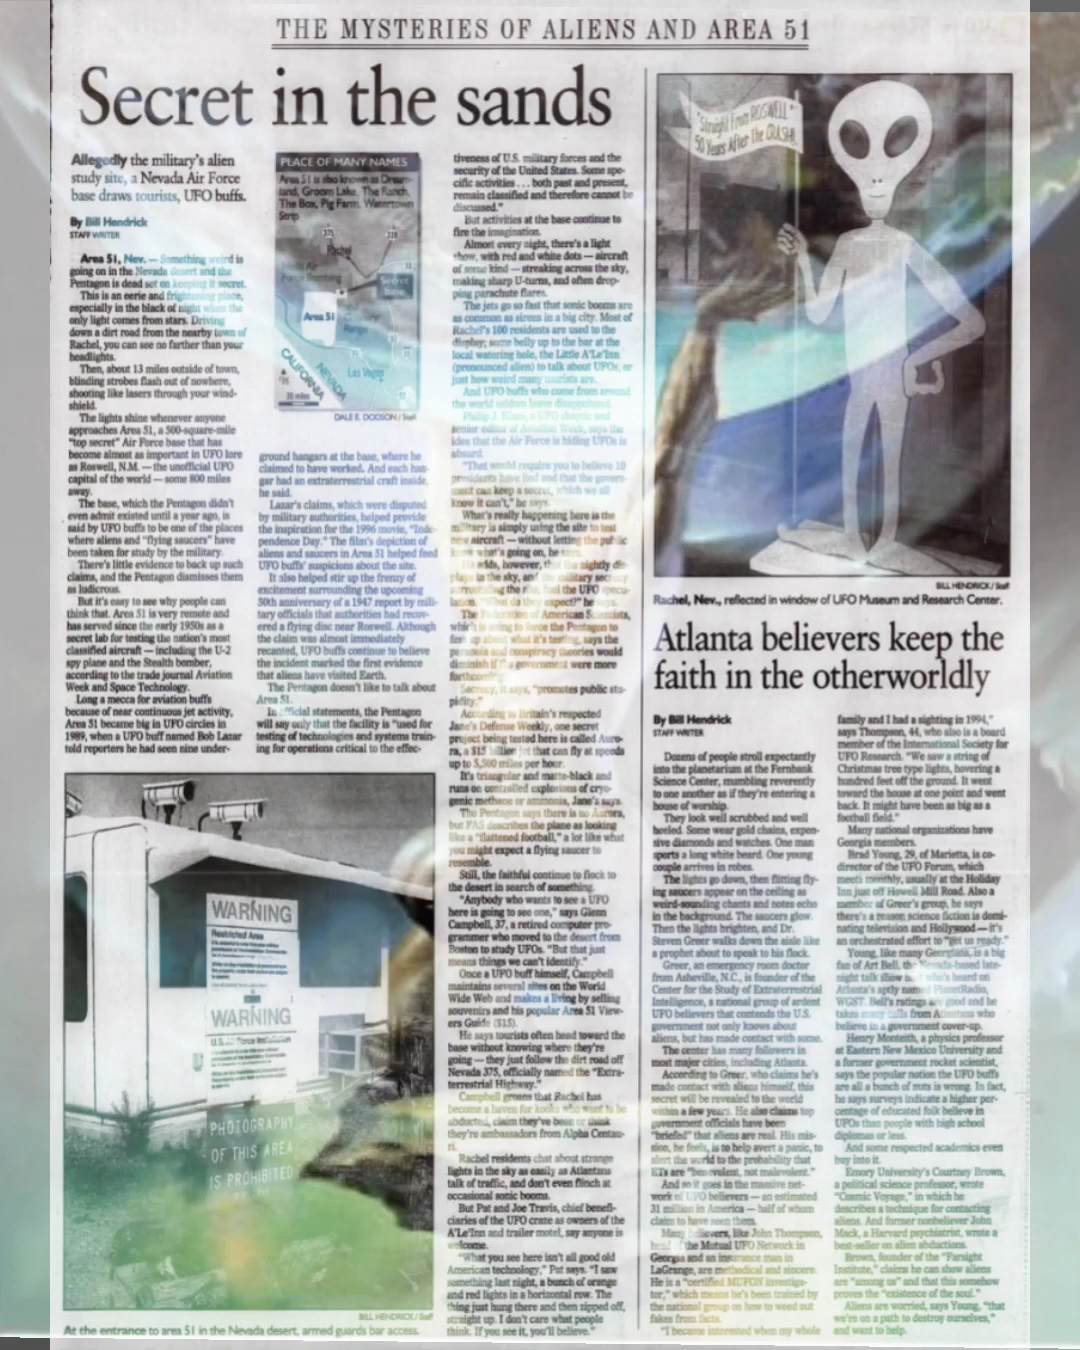 THE MYSTERIES OF ALIENS AND AREA 51
Secret in the sands
Allegedly the military's alien
study site, a Nevada Air Force
base draws tourists, UFO buffs.
By Bill Hendrick
STAFF WRITER
Area 51, Nev. — Something weird is
going on in the Nevada desert and the
Pentagon is dead set on keeping it secret.
This is an eerie and frightening place,
especially in the black of night when the
only light comes from stars. Driving
down a dirt road from the nearby town of
Rachel, you can see no farther than your
headlights.
Then, about 13 miles outside of town,
blinding strobes flash out of nowhere,
shooting like lasers through your wind-
shield.
The lights shine whenever anyone
approaches Area 51, a 500-square-mile
"top secret" Air Force base that has
become almost as important in UFO lore
as Roswell, N.M. — the unofficial UFO
capital of the world — some 800 miles
away.
The base, which the Pentagon didn't
even admit existed until a year ago, is
said by UFO buffs to be one of the places
where aliens and "flying saucers" have
been taken for study by the military.
There's little evidence to back up such
claims, and the Pentagon dismisses them
as ludicrous.
But it's easy to see why people can
think that. Area 51 is very remote and
has served since the early 1950s as a
secret lab for testing the nation's most
classified aircraft — including the U-2
spy plane and the Stealth bomber,
according to the trade journal Aviation
Week and Space Technology.
Long a mecca for aviation buffs
because of near continuous jet activity,
Area 51 became big in UFO circles in
1989, when a UFO buff named Bob Lazar
told reporters he had seen nine under-
PLACE OF MANY NAMES
Area 51 is also known as Dream-
land, Groom Lake, The Ranch,
The Box, Pig Farm, Watertown
Strip
375
Rachel
Area 51
Range
CALIFORNIA
NEVADA
Las Vegas
DALE E. DODSON / Staff
ground hangars at the base, where he
claimed to have worked. And each han-
gar had an extraterrestrial craft inside,
he said.
Lazar's claims, which were disputed
by military authorities, helped provide
the inspiration for the 1996 movie, "Inde-
pendence Day." The film's depiction of
aliens and saucers in Area 51 helped feed
UFO buffs' suspicions about the site.
It also helped stir up the frenzy of
excitement surrounding the upcoming
50th anniversary of a 1947 report by mili-
tary officials that authorities had recov-
ered a flying disc near Roswell. Although
the claim was almost immediately
recanted, UFO buffs continue to believe
the incident marked the first evidence
that aliens have visited Earth.
The Pentagon doesn't like to talk about
Area 51.
In official statements, the Pentagon
will say only that the facility is "used for
testing of technologies and systems train-
ing for operations critical to the effec-
tiveness of U.S. military forces and the
security of the United States. Some spe-
cific activities . . . both past and present,
remain classified and therefore cannot be
discussed."
But activities at the base continue to
fire the imagination.
Almost every night, there's a light
show, with red and white dots — aircraft
of some kind — streaking across the sky,
making sharp U-turns, and often drop-
ping parachute flares.
The jets go so fast that sonic booms are
as common as sirens in a big city. Most of
Rachel's 100 residents are used to the
display; some belly up to the bar at the
local watering hole, the Little A'Le'Inn
(pronounced alien) to talk about UFOs, or
just how weird many tourists are.
And UFO buffs who come from around
the world seldom leave disappointed.
Philip J. Klass, a UFO skeptic and
senior editor of Aviation Week, says the
idea that the Air Force is hiding UFOs is
absurd.
"That would require you to believe 10
presidents have lied and that the govern-
ment can keep a secret, which we all
know it can't," he says.
What's really happening here is the
military is simply using the site to test
new aircraft — without letting the public
know what's going on, he says.
He adds, however, that the nightly dis-
plays in the sky, and the military secrecy
surrounding the site, fuel the UFO specu-
lation. "What do they expect?" he says.
The Federation of American Scientists,
which is suing to force the Pentagon to
fess up about what it's testing, says the
paranoia and conspiracy theories would
diminish if the government were more
forthcoming.
Secrecy, it says, "promotes public stu-
pidity."
According to Britain's respected
Jane's Defense Weekly, one secret
project being tested here is called Auro-
ra, a $15 billion jet that can fly at speeds
up to 5,500 miles per hour.
It's triangular and matte-black and
runs on controlled explosions of cryo-
genic methane or ammonia, Jane's says.
The Pentagon says there is no Aurora,
but FAS describes the plane as looking
like a "flattened football," a lot like what
you might expect a flying saucer to
resemble.
Still, the faithful continue to flock to
the desert in search of something.
"Anybody who wants to see a UFO
here is going to see one," says Glenn
Campbell, 37, a retired computer pro-
grammer who moved to the desert from
Boston to study UFOs. "But that just
means things we can't identify."
Once a UFO buff himself, Campbell
maintains several sites on the World
Wide Web and makes a living by selling
souvenirs and his popular Area 51 View-
ers Guide ($15).
He says tourists often head toward the
base without knowing where they're
going — they just follow the dirt road off
Nevada 375, officially named the "Extra-
terrestrial Highway."
Campbell groans that Rachel has
become a haven for kooks who want to be
abducted, claim they've been or think
they're ambassadors from Alpha Centau-
ri.
Rachel residents chat about strange
lights in the sky as easily as Atlantans
talk of traffic, and don't even flinch at
occasional sonic booms.
But Pat and Joe Travis, chief benefi-
ciaries of the UFO craze as owners of the
A'Le'Inn and trailer motel, say anyone is
welcome.
"What you see here isn't all good old
American technology," Pat says. "I saw
something last night, a bunch of orange
and red lights in a horizontal row. The
thing just hung there and then zipped off,
straight up. I don't care what people
think. If you see it, you'll believe."
WARNING
Restricted Area
WARNING
U.S. Air Force Installation
PHOTOGRAPHY
OF THIS AREA
IS PROHIBITED
BILL HENDRICK / Staff
At the entrance to area 51 in the Nevada desert, armed guards bar access.
"Straight From ROSWELL"
50 Years After The CRASH!
BILL HENDRICK / Staff
Rachel, Nev., reflected in window of UFO Museum and Research Center.
Atlanta believers keep the
faith in the otherworldly
By Bill Hendrick
STAFF WRITER
Dozens of people stroll expectantly
into the planetarium at the Fernbank
Science Center, mumbling reverently
to one another as if they're entering a
house of worship.
They look well scrubbed and well
heeled. Some wear gold chains, expen-
sive diamonds and watches. One man
sports a long white beard. One young
couple arrives in robes.
The lights go down, then flitting fly-
ing saucers appear on the ceiling as
weird-sounding chants and notes echo
in the background. The saucers glow.
Then the lights brighten, and Dr.
Steven Greer walks down the aisle like
a prophet about to speak to his flock.
Greer, an emergency room doctor
from Asheville, N.C., is founder of the
Center for the Study of Extraterrestrial
Intelligence, a national group of ardent
UFO believers that contends the U.S.
government not only knows about
aliens, but has made contact with some.
The center has many followers in
most major cities, including Atlanta.
According to Greer, who claims he's
made contact with aliens himself, this
secret will be revealed to the world
within a few years. He also claims top
government officials have been
"briefed" that aliens are real. His mis-
sion, he feels, is to help avert a panic, to
alert the world to the probability that
ETs are "benevolent, not malevolent."
And so it goes in the massive net-
work of UFO believers — an estimated
31 million in America — half of whom
claim to have seen them.
Many believers, like John Thompson,
head of the Mutual UFO Network in
Georgia and an insurance man in
LaGrange, are methodical and sincere.
He is a "certified MUFON investiga-
tor," which means he's been trained by
the national group on how to weed out
fakes from facts.
"I became interested when my whole
family and I had a sighting in 1994,"
says Thompson, 44, who also is a board
member of the International Society for
UFO Research. "We saw a string of
Christmas tree type lights, hovering a
hundred feet off the ground. It went
toward the house at one point and went
back. It might have been as big as a
football field."
Many national organizations have
Georgia members.
Brad Young, 29, of Marietta, is co-
director of the UFO Forum, which
meets monthly, usually at the Holiday
Inn just off Howell Mill Road. Also a
member of Greer's group, he says
there's a reason science fiction is domi-
nating television and Hollywood — it's
an orchestrated effort to "get us ready."
Young, like many Georgians, is a big
fan of Art Bell, the Nevada-based late-
night talk show host who's heard on
Atlanta's aptly named PlanetRadio,
WGST. Bell's ratings are good and he
takes many calls from Atlantans who
believe in a government cover-up.
Henry Monteith, a physics professor
at Eastern New Mexico University and
a former government rocket scientist,
says the popular notion the UFO buffs
are all a bunch of nuts is wrong. In fact,
he says surveys indicate a higher per-
centage of educated folk believe in
UFOs than people with high school
diplomas or less.
And some respected academics even
buy into it.
Emory University's Courtney Brown,
a political science professor, wrote
"Cosmic Voyage," in which he
describes a technique for contacting
aliens. And former nonbeliever John
Mack, a Harvard psychiatrist, wrote a
best-seller on alien abductions.
Brown, founder of the "Farsight
Institute," claims he can show aliens
are "among us" and that this somehow
proves the "existence of the soul."
Aliens are worried, says Young, "that
we're on a path to destroy ourselves,"
and want to help.